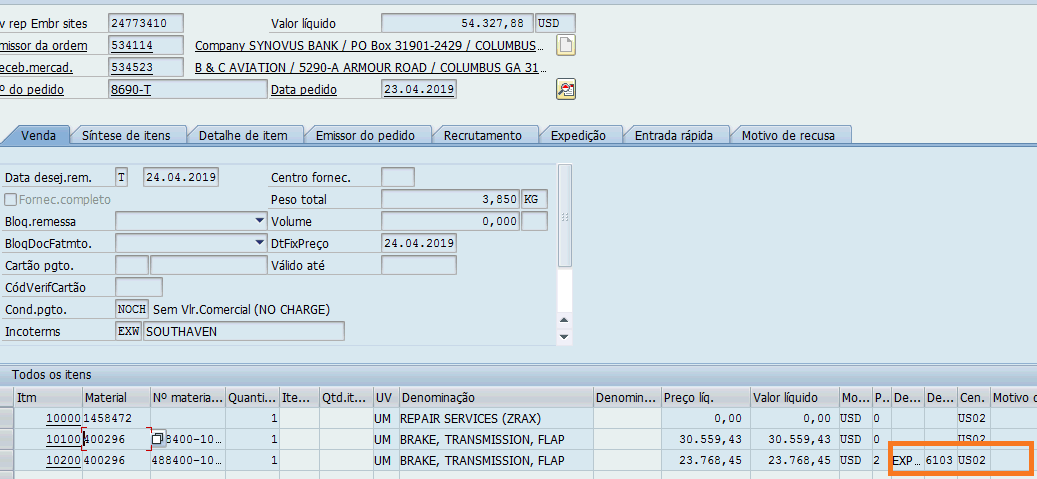 v rep Embr sites 24773410 Valor líquido 54.327,88 USD
missor da ordem 534114 Company SYNOVUS BANK / PO Box 31901-2429 / COLUMBUS…
eceb.mercad. 534523 B & C AVIATION / 5290-A ARMOUR ROAD / COLUMBUS GA 31…
º do pedido 8690-T Data pedido 23.04.2019
Venda Síntese de itens Detalhe de item Emissor do pedido Recrutamento Expedição Entrada rápida Motivo de recusa
Data desej.rem. T 24.04.2019 Centro fornec.
Fornec.completo Peso total 3,850 KG
Bloq.remessa Volume 0,000
BloqDocFatmto. DtFixPreço 24.04.2019
Cartão pgto. Válido até
CódVerifCartão
Cond.pgto. NOCH Sem Vlr.Comercial (NO CHARGE)
Incoterms EXW SOUTHAVEN
Todos os itens
Itm Material Nº materia… Quanti… Ite… Qtd.it… UV Denominação Denomin… Preço líq. Valor líquido Mo… P.. De… De… Cen. Motivo d
10000 1458472 1 UM REPAIR SERVICES (ZRAX) 0,00 0,00 USD 0 US02
10100 400296 8400-10… 1 UM BRAKE, TRANSMISSION, FLAP 30.559,43 30.559,43 USD 0 US02
10200 400296 488400-10… 1 UM BRAKE, TRANSMISSION, FLAP 23.768,45 23.768,45 USD 2 EXP… 6103 US02